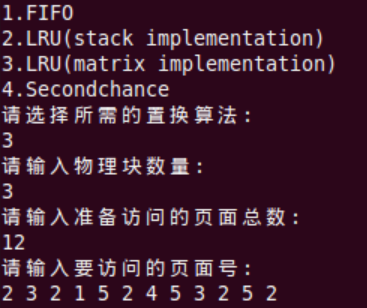 1.FIFO
2.LRU(stack implementation)
3.LRU(matrix implementation)
4.Secondchance
请选择所需的置换算法:
3
请输入物理块数量:
3
请输入准备访问的页面总数:
12
请输入要访问的页面号:
2 3 2 1 5 2 4 5 3 2 5 2